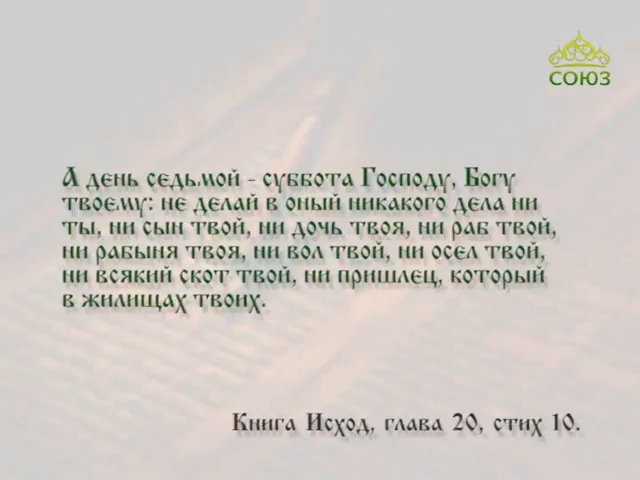 СОЮЗ
А день седьмой - суббота Господу, Богу
твоему: не делай в оный никакого дела ни
ты, ни сын твой, ни дочь твоя, ни раб твой,
ни рабыня твоя, ни вол твой, ни осел твой,
ни всякий скот твой, ни пришлец, который
в жилищах твоих.
Книга Исход, глава 20, стих 10.